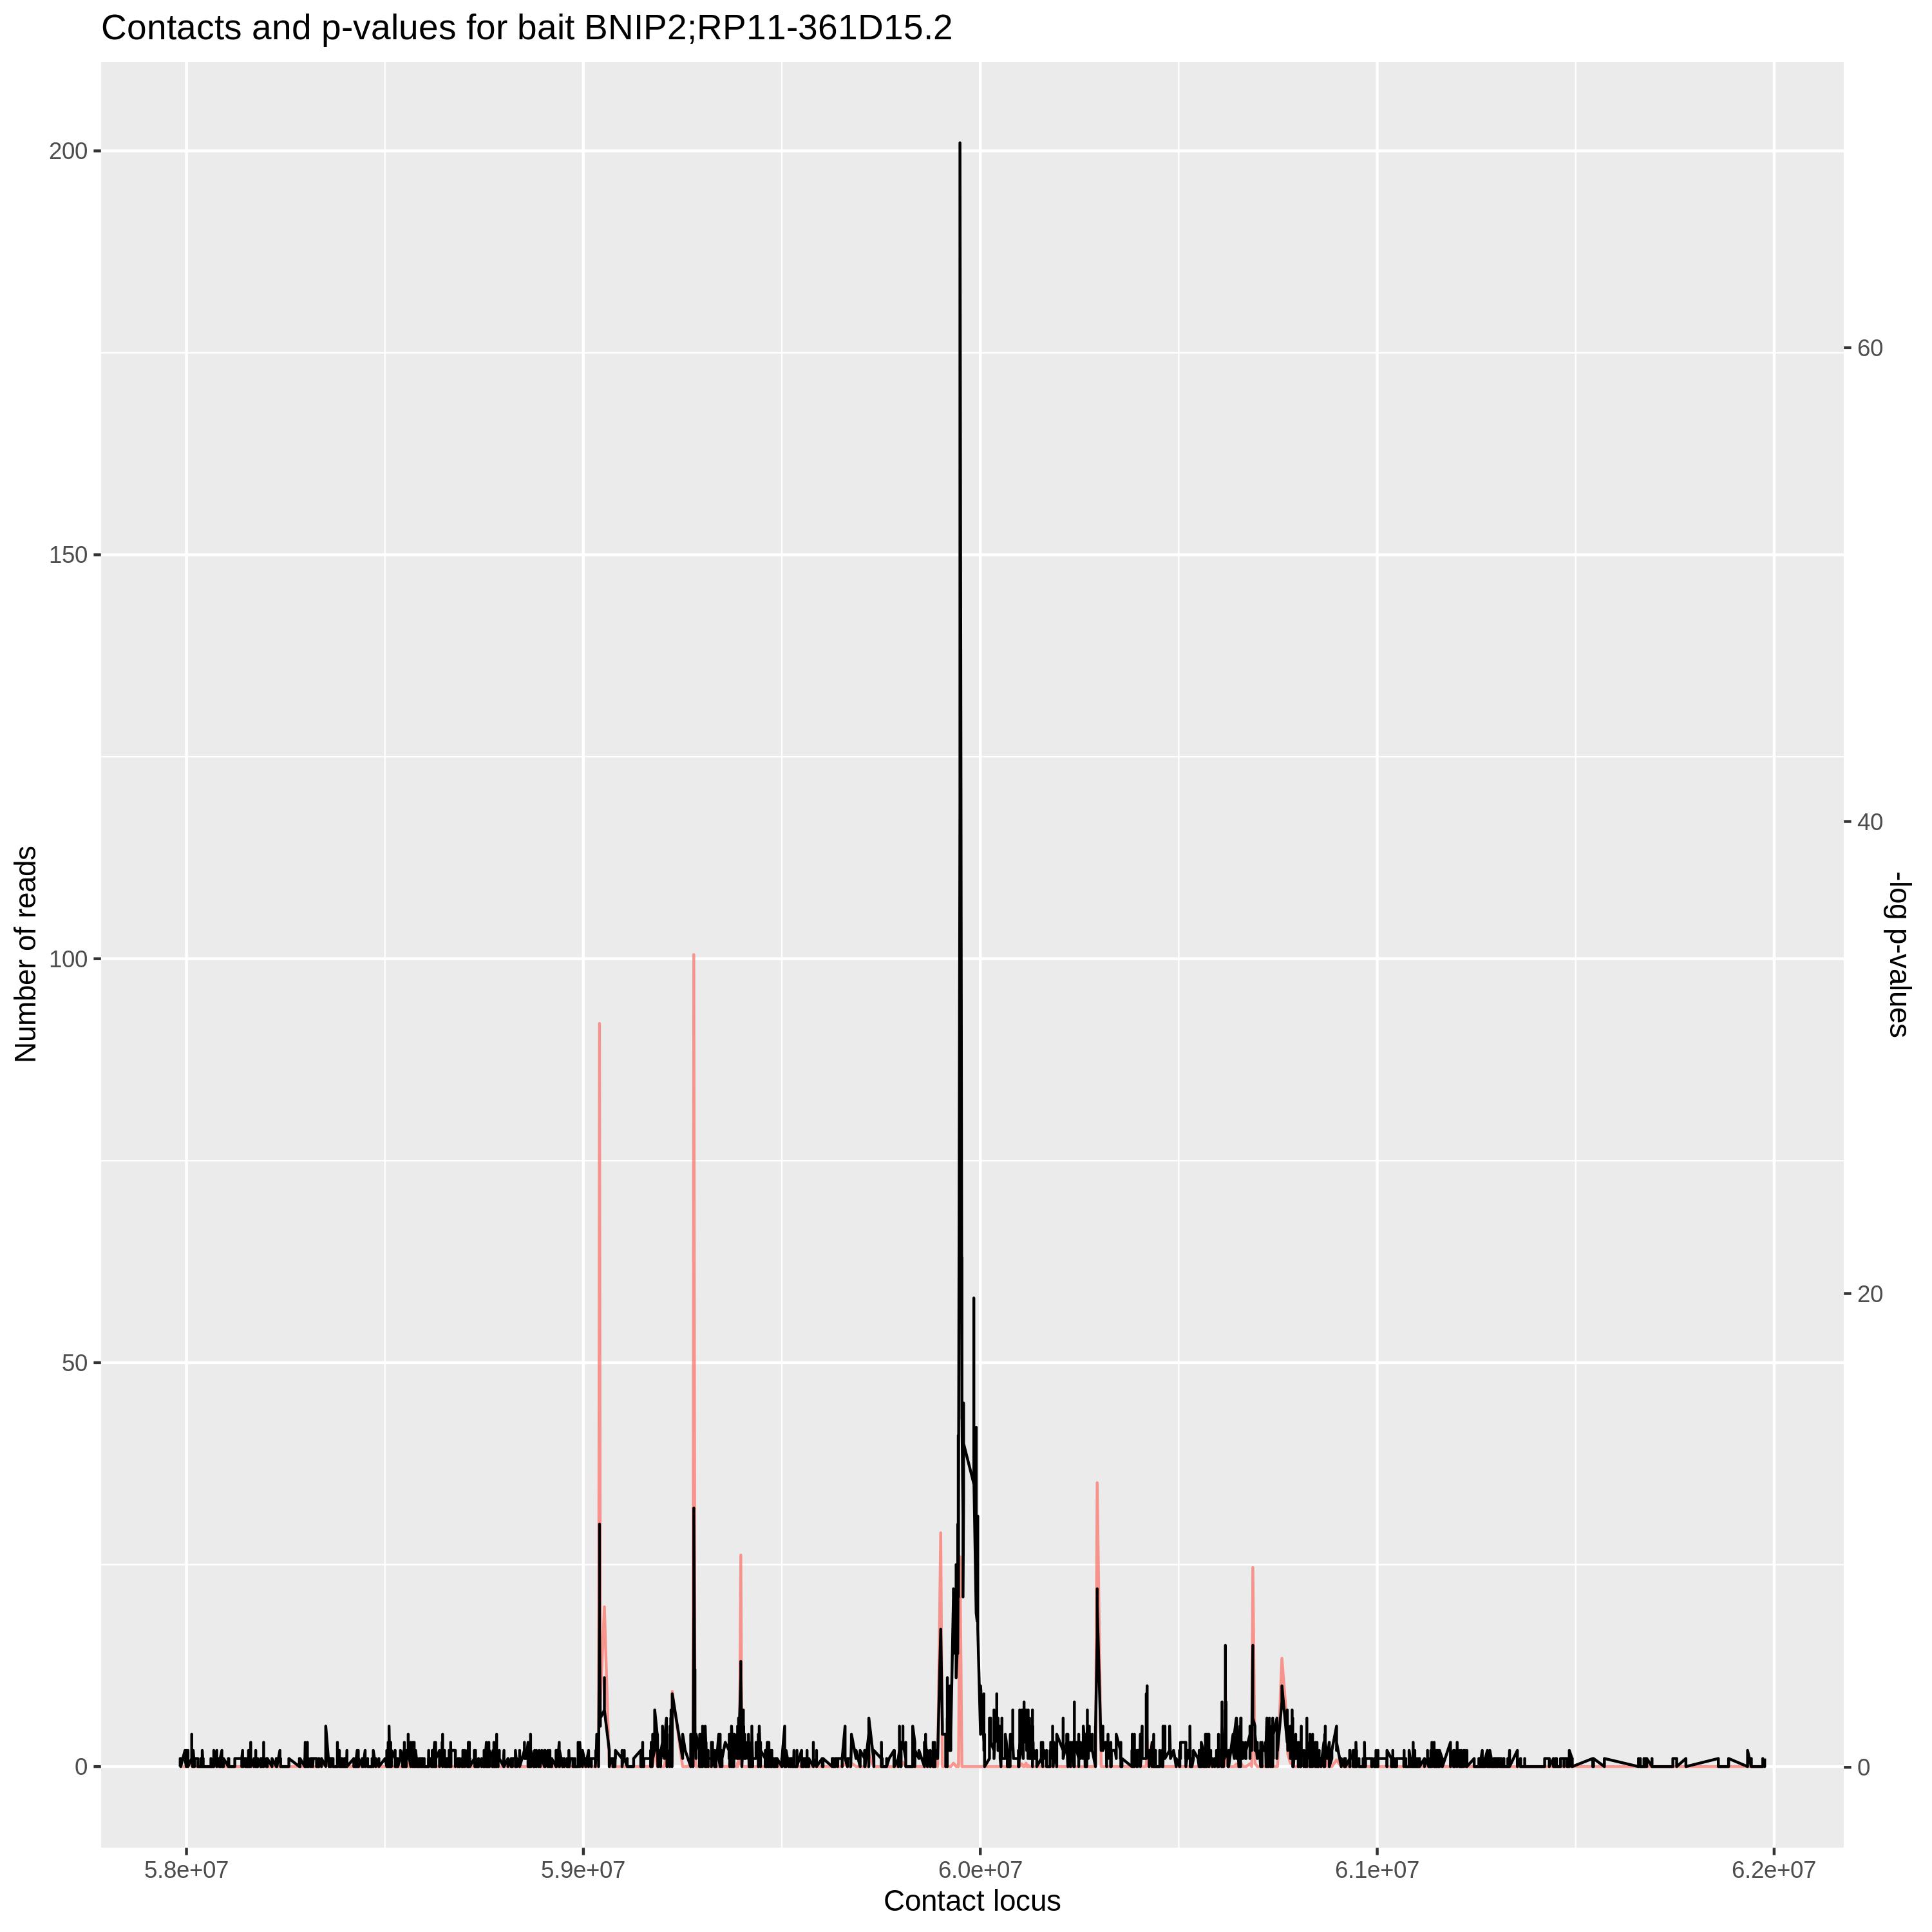 Contacts and p-values for bait BNIP2;RP11-361D15.2
200
150
100
50
0
Number of reads
60
40
20
0
-log p-values
5.8e+07
5.9e+07
6.0e+07
6.1e+07
6.2e+07
Contact locus